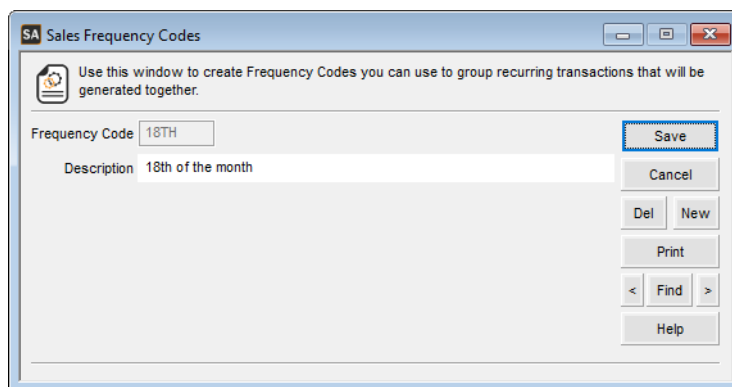 SA Sales Frequency Codes
Use this window to create Frequency Codes you can use to group recurring transactions that will be
generated together.
Frequency Code 18TH
Save
Description 18th of the month
Cancel
Del New
Print
< Find >
Help